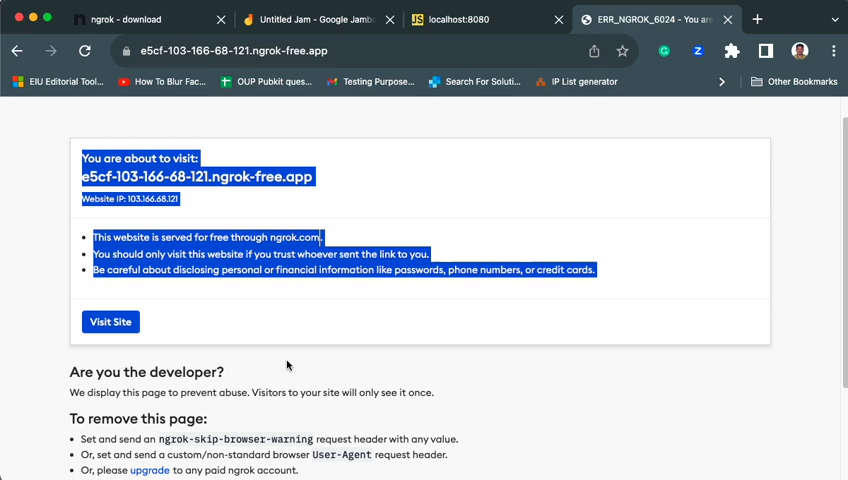 ngrok - download
Untitled Jam - Google Jamb
JS localhost:8080
ERR_NGROK_6024 - You are
e5cf-103-166-68-121.ngrok-free.app
EIU Editorial Tool...
How To Blur Fac...
OUP Pubkit que...
Testing Purpose...
Search For Soluti...
IP List generator
Other Bookmarks
You are about to visit:
e5cf-103-166-68-121.ngrok-free.app
Website IP: 103.166.68.121
• This website is served for free through ngrok.com.
• You should only visit this website if you trust whoever sent the link to you.
• Be careful about disclosing personal or financial information like passwords, phone numbers, or credit cards.
Visit Site
Are you the developer?
We display this page to prevent abuse. Visitors to your site will only see it once.
To remove this page:
• Set and send an ngrok-skip-browser-warning request header with any value.
• Or, set and send a custom/non-standard browser User-Agent request header.
• Or, please upgrade to any paid ngrok account.